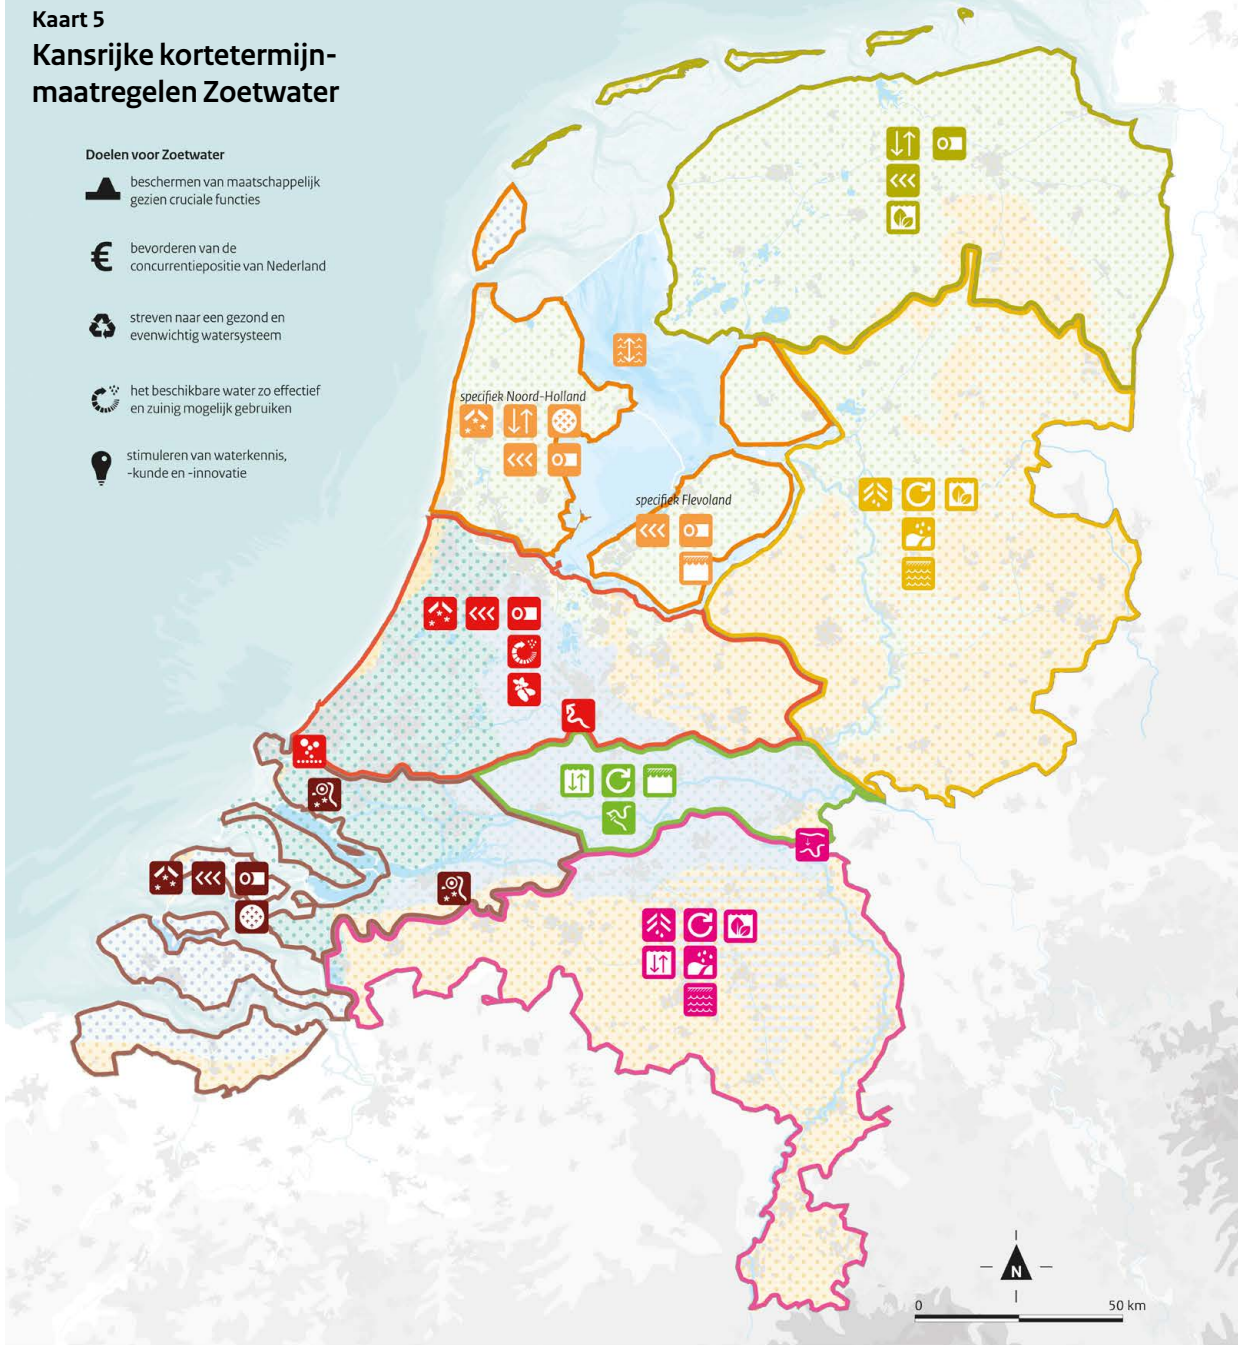 Kaart 5
Kansrijke kortetermijn-
maatregelen Zoetwater
Doelen voor Zoetwater
beschermen van maatschappelijk
gezien cruciale functies
€
bevorderen van de
concurrentiepositie van Nederland
streven naar een gezond en
evenwichtig watersysteem
het beschikbare water zo effectief
en zuinig mogelijk gebruiken
stimuleren van waterkennis,
-kunde en -innovatie
specifiek Noord-Holland
specifiek Flevoland
N
0 50 km